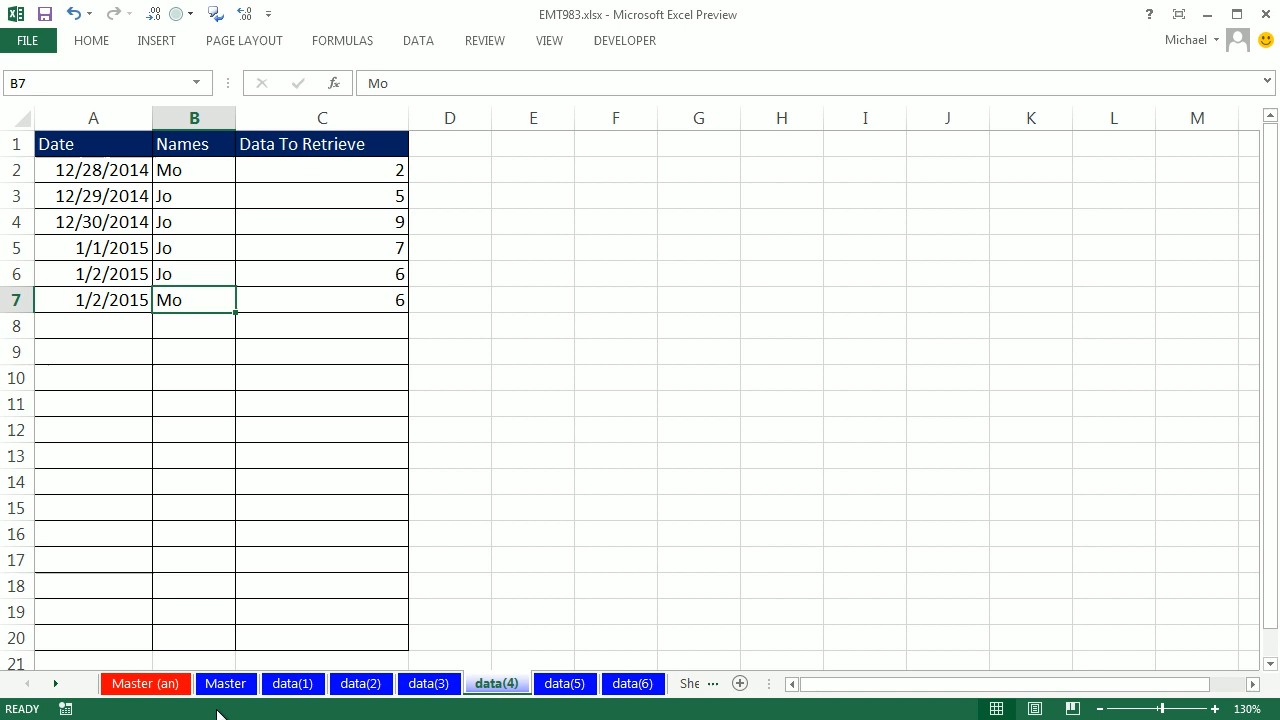 EMT983.xlsx - Microsoft Excel Preview
FILE HOME INSERT PAGE LAYOUT FORMULAS DATA REVIEW VIEW DEVELOPER Michael
B7 fx Mo
A B C D E F G H I J K L M
1 Date Names Data To Retrieve
2 12/28/2014 Mo 2
3 12/29/2014 Jo 5
4 12/30/2014 Jo 9
5 1/1/2015 Jo 7
6 1/2/2015 Jo 6
7 1/2/2015 Mo 6
8
9
10
11
12
13
14
15
16
17
18
19
20
21
Master (an) Master data(1) data(2) data(3) data(4) data(5) data(6) She ...
READY 130%